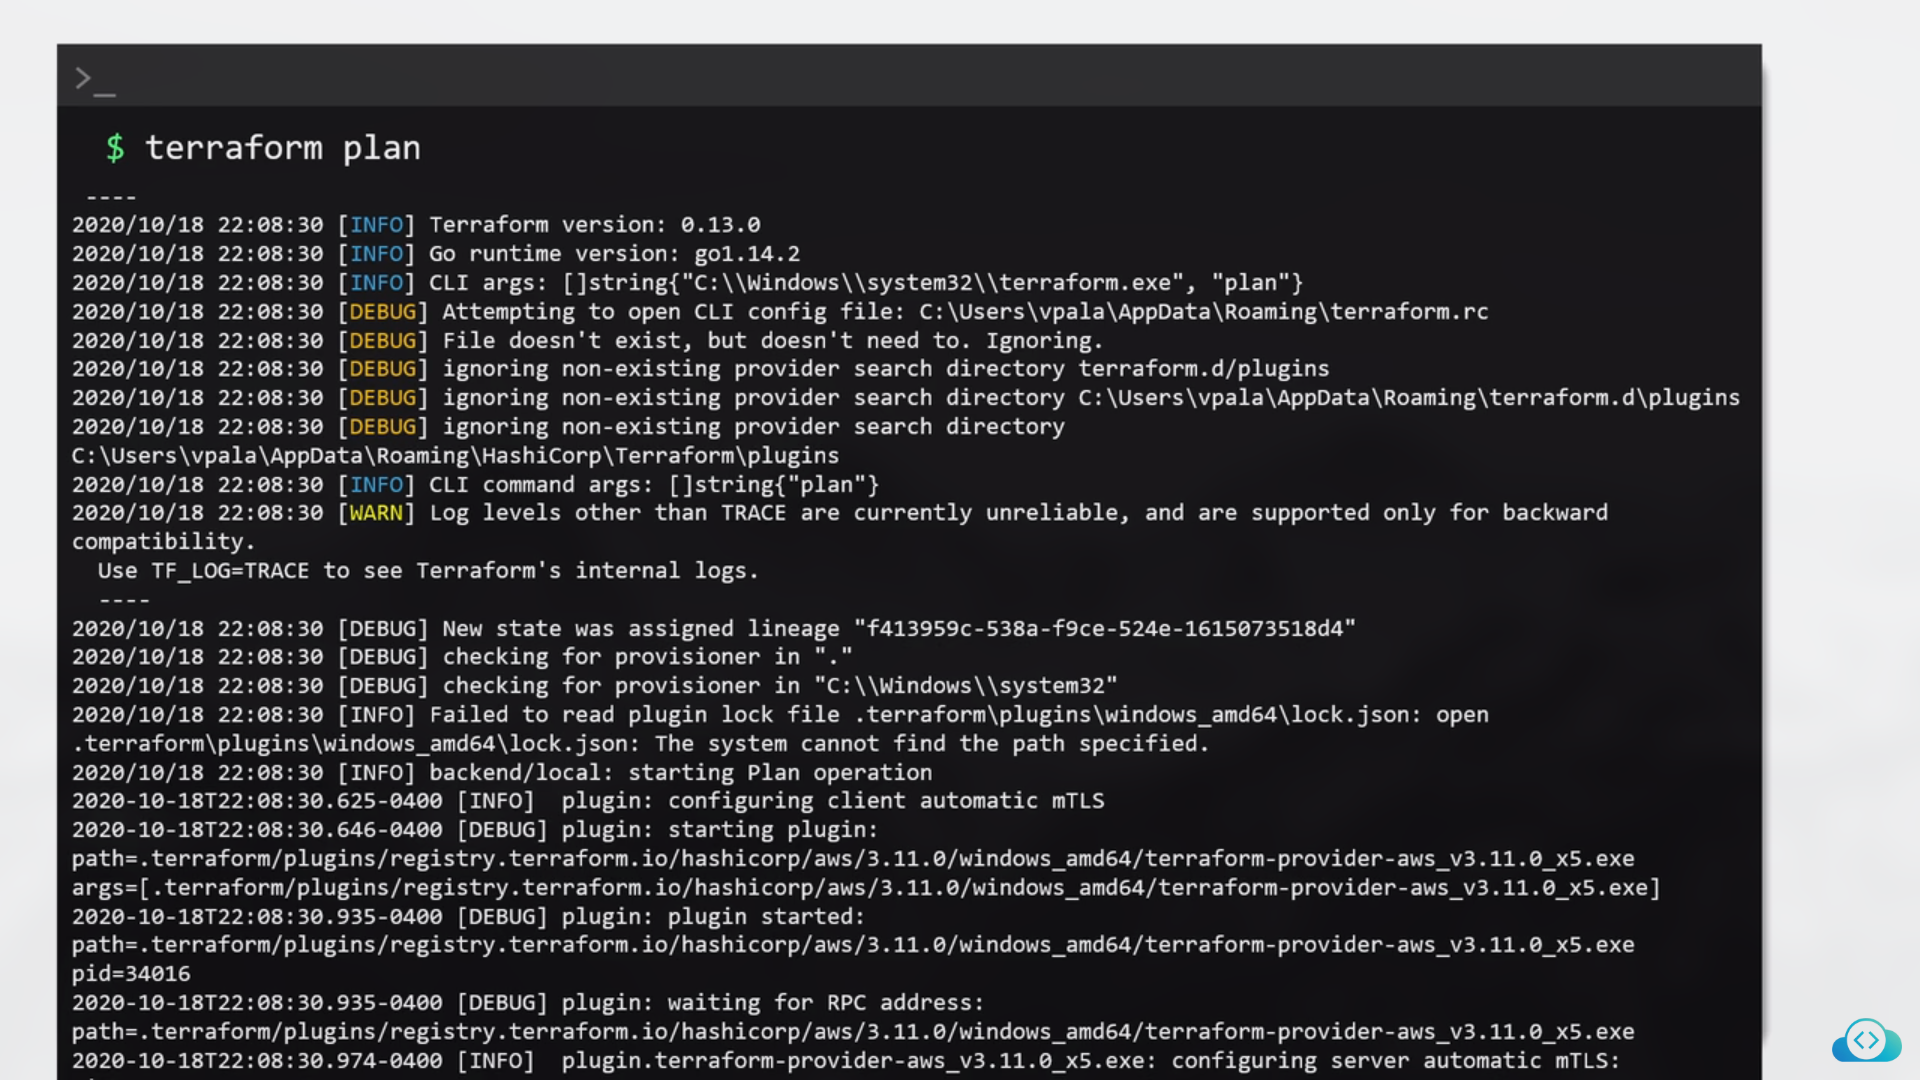 >_
$ terraform plan
----
2020/10/18 22:08:30 [INFO] Terraform version: 0.13.0
2020/10/18 22:08:30 [INFO] Go runtime version: go1.14.2
2020/10/18 22:08:30 [INFO] CLI args: []string{"C:\\Windows\\system32\\terraform.exe", "plan"}
2020/10/18 22:08:30 [DEBUG] Attempting to open CLI config file: C:\Users\vpala\AppData\Roaming\terraform.rc
2020/10/18 22:08:30 [DEBUG] File doesn't exist, but doesn't need to. Ignoring.
2020/10/18 22:08:30 [DEBUG] ignoring non-existing provider search directory terraform.d/plugins
2020/10/18 22:08:30 [DEBUG] ignoring non-existing provider search directory C:\Users\vpala\AppData\Roaming\terraform.d\plugins
2020/10/18 22:08:30 [DEBUG] ignoring non-existing provider search directory
C:\Users\vpala\AppData\Roaming\HashiCorp\Terraform\plugins
2020/10/18 22:08:30 [INFO] CLI command args: []string{"plan"}
2020/10/18 22:08:30 [WARN] Log levels other than TRACE are currently unreliable, and are supported only for backward
compatibility.
Use TF_LOG=TRACE to see Terraform's internal logs.
----
2020/10/18 22:08:30 [DEBUG] New state was assigned lineage "f413959c-538a-f9ce-524e-1615073518d4"
2020/10/18 22:08:30 [DEBUG] checking for provisioner in "."
2020/10/18 22:08:30 [DEBUG] checking for provisioner in "C:\\Windows\\system32"
2020/10/18 22:08:30 [INFO] Failed to read plugin lock file .terraform\plugins\windows_amd64\lock.json: open
.terraform\plugins\windows_amd64\lock.json: The system cannot find the path specified.
2020/10/18 22:08:30 [INFO] backend/local: starting Plan operation
2020-10-18T22:08:30.625-0400 [INFO]  plugin: configuring client automatic mTLS
2020-10-18T22:08:30.646-0400 [DEBUG] plugin: starting plugin:
path=.terraform/plugins/registry.terraform.io/hashicorp/aws/3.11.0/windows_amd64/terraform-provider-aws_v3.11.0_x5.exe
args=[.terraform/plugins/registry.terraform.io/hashicorp/aws/3.11.0/windows_amd64/terraform-provider-aws_v3.11.0_x5.exe]
2020-10-18T22:08:30.935-0400 [DEBUG] plugin: plugin started:
path=.terraform/plugins/registry.terraform.io/hashicorp/aws/3.11.0/windows_amd64/terraform-provider-aws_v3.11.0_x5.exe
pid=34016
2020-10-18T22:08:30.935-0400 [DEBUG] plugin: waiting for RPC address:
path=.terraform/plugins/registry.terraform.io/hashicorp/aws/3.11.0/windows_amd64/terraform-provider-aws_v3.11.0_x5.exe
2020-10-18T22:08:30.974-0400 [INFO]  plugin.terraform-provider-aws_v3.11.0_x5.exe: configuring server automatic mTLS: